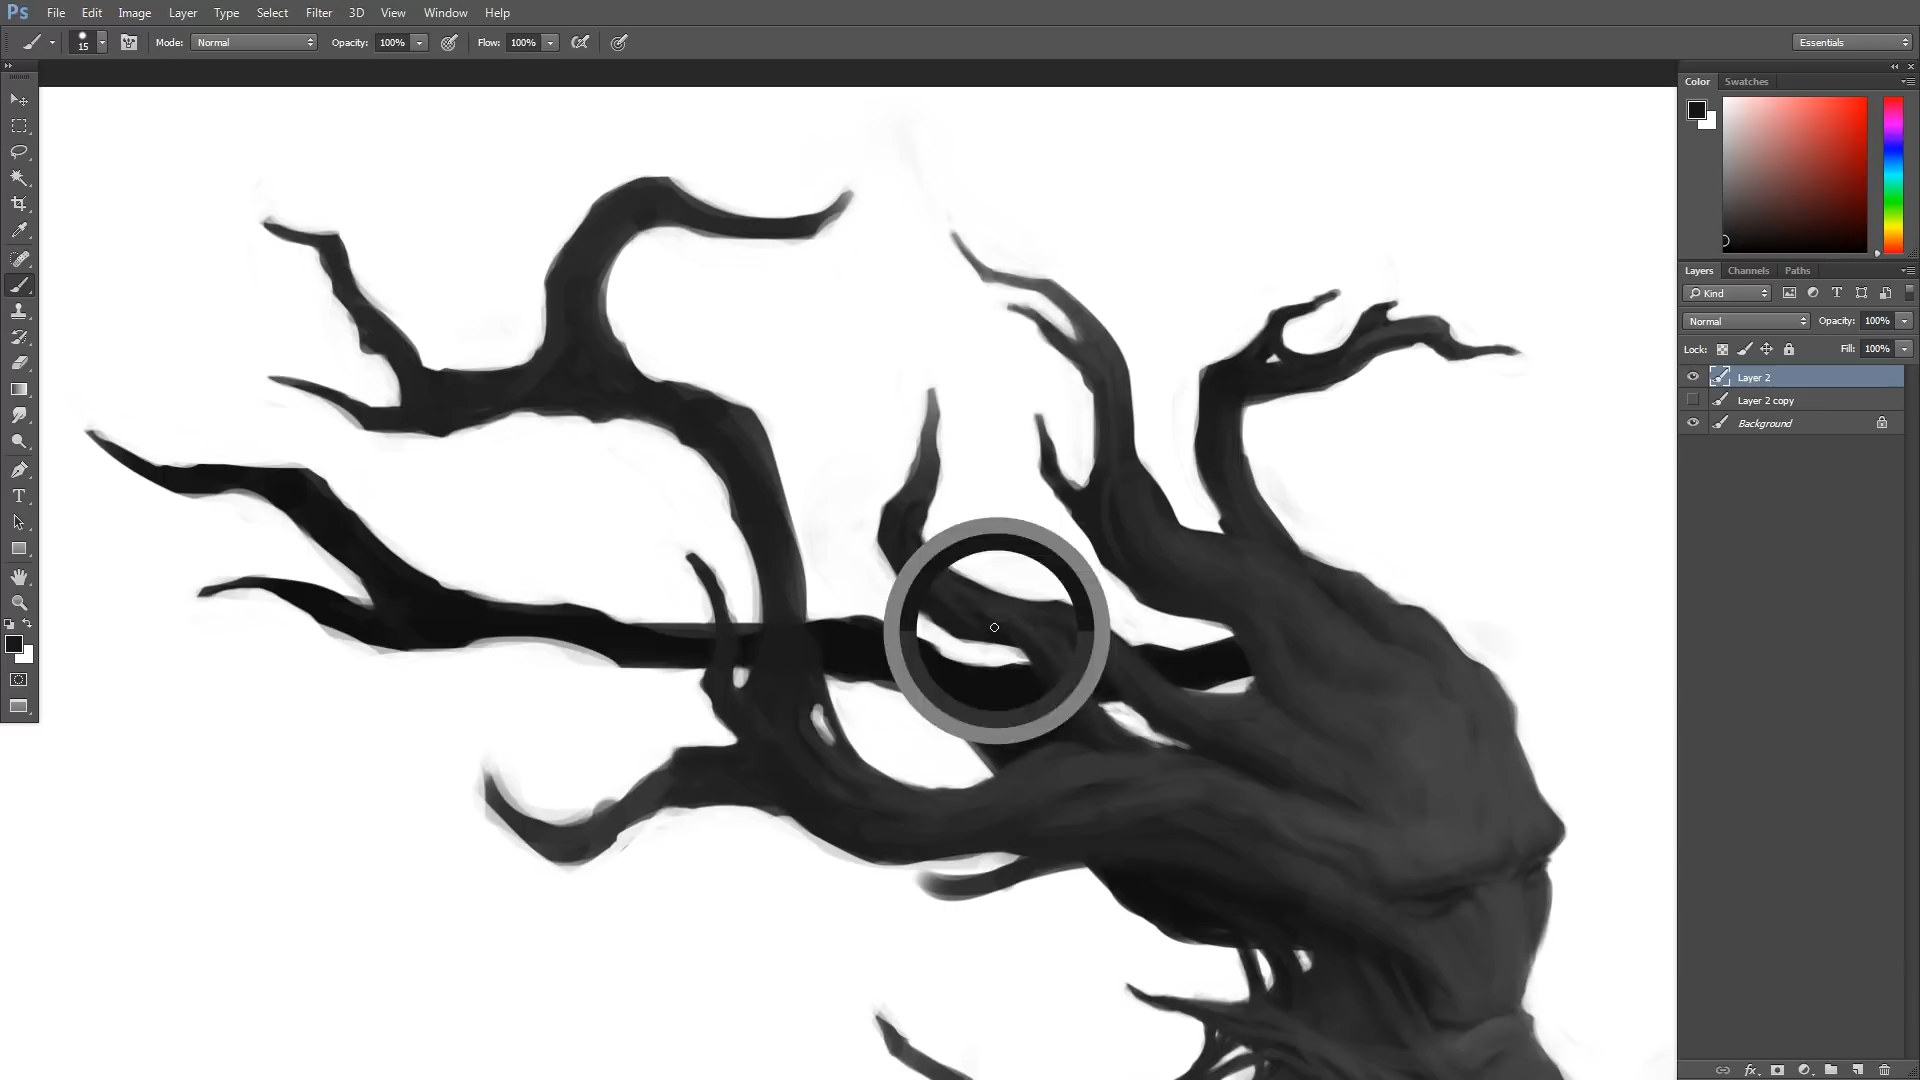 Ps File Edit Image Layer Type Select Filter 3D View Window Help
15 Mode: Normal Opacity: 100% Flow: 100% Essentials
Color Swatches
Layers Channels Paths
Kind T
Normal Opacity: 100%
Lock: Fill: 100%
Layer 2
Layer 2 copy
Background
T
fx